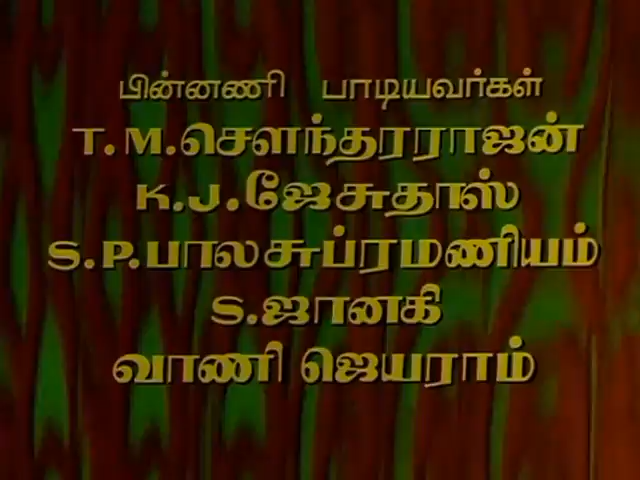 பின்னணி பாடியவர்கள்
T.M.சௌந்தரராஜன்
K.J.ஜேசுதாஸ்
S.P.பாலசுப்ரமணியம்
S.ஜானகி
வாணி ஜெயராம்